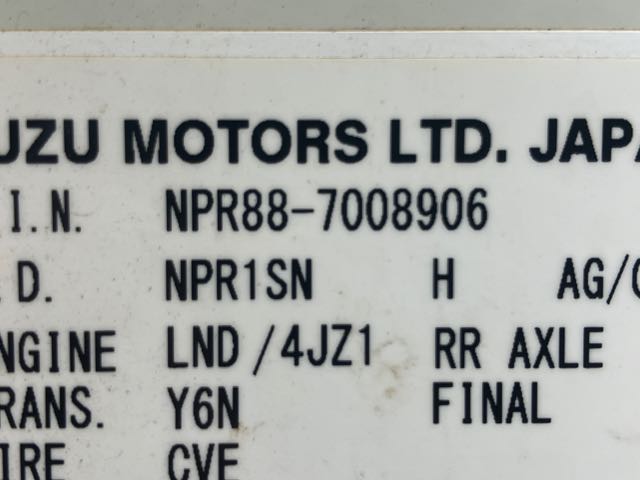 UZU MOTORS LTD. JAPA
I.N. NPR88-7008906
.D. NPR1SN H AG/
NGINE LND/4JZ1 RR AXLE
RANS. Y6N FINAL
IRE CVE